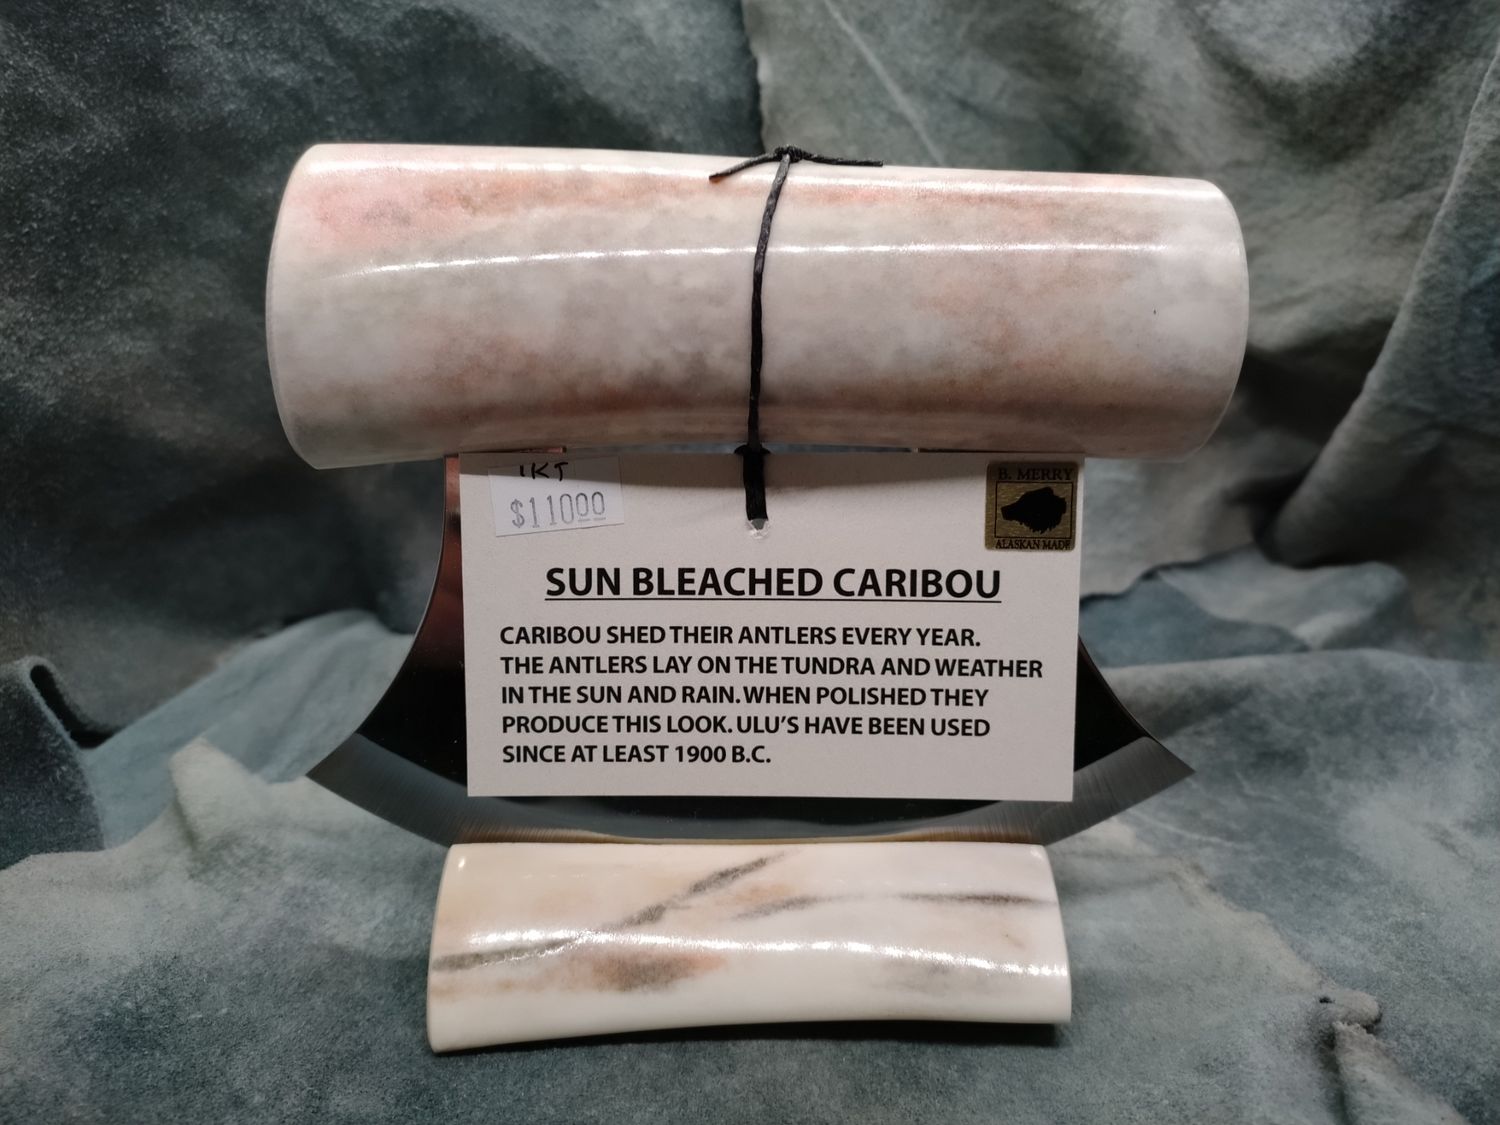 1KT
$110.00
B. MERRY
ALASKAN MADE
SUN BLEACHED CARIBOU
CARIBOU SHED THEIR ANTLERS EVERY YEAR.
THE ANTLERS LAY ON THE TUNDRA AND WEATHER
IN THE SUN AND RAIN. WHEN POLISHED THEY
PRODUCE THIS LOOK. ULU'S HAVE BEEN USED
SINCE AT LEAST 1900 B.C.